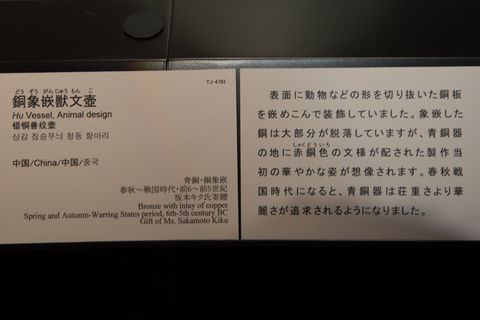 TJ-4785
どう ぞう がんじゅう もん こ
銅象嵌獣文壺
Hu Vessel, Animal design
错铜兽纹壶
상감 짐승무늬 청동 항아리
中国/China/中国/중국
青銅・銅象嵌
春秋～戦国時代・前6～前5世紀
坂本キク氏寄贈
Bronze with inlay of copper
Spring and Autumn-Warring States period, 6th-5th century BC
Gift of Ms. Sakamoto Kiku
表面に動物などの形を切り抜いた銅板
を嵌めこんで装飾していました。象嵌した
銅は大部分が脱落していますが、青銅器
しゃくどういろ
の地に赤銅色の文様が配された製作当
初の華やかな姿が想像されます。春秋戦
国時代になると、青銅器は荘重さより華
麗さが追求されるようになりました。